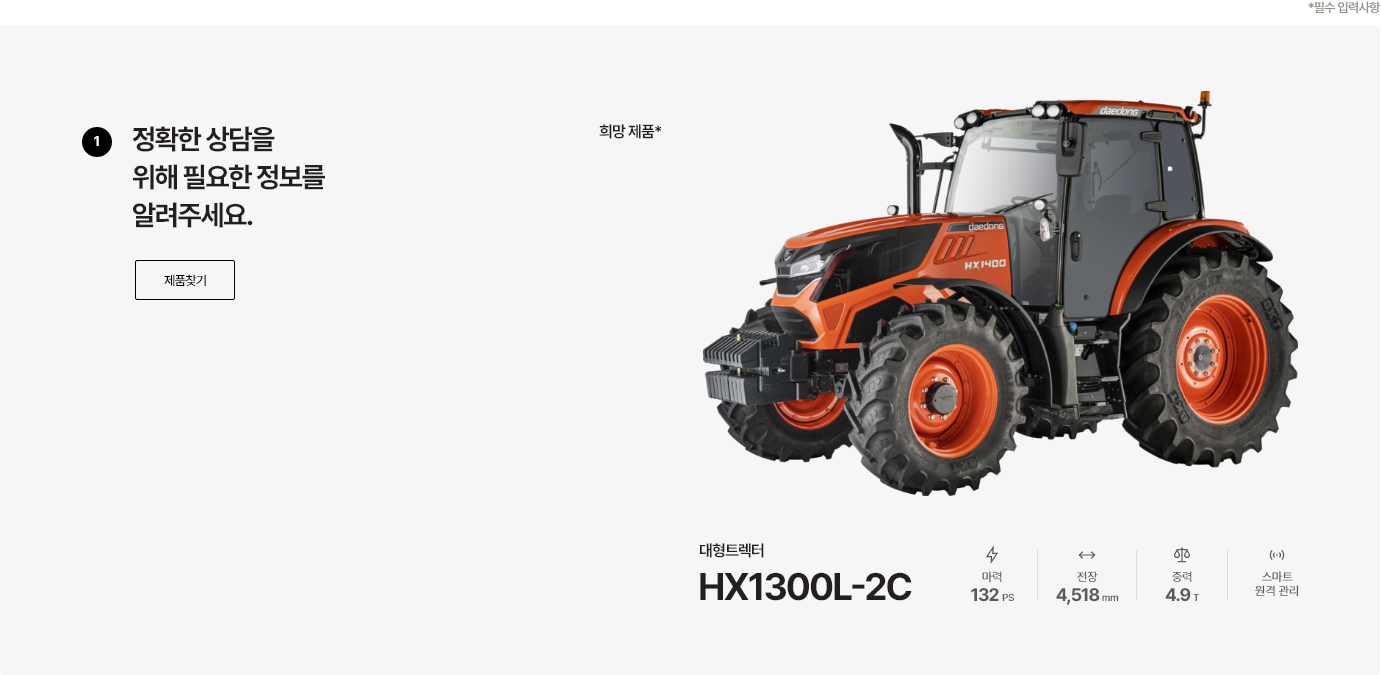 *필수 입력사항
1
정확한 상담을
위해 필요한 정보를
알려주세요.
제품찾기
희망 제품*
daedong
daedong
HX1400
BKT
BKT
BKT
대형트렉터
HX1300L-2C
마력
132 PS
전장
4,518 mm
중력
4.9 T
스마트
원격 관리